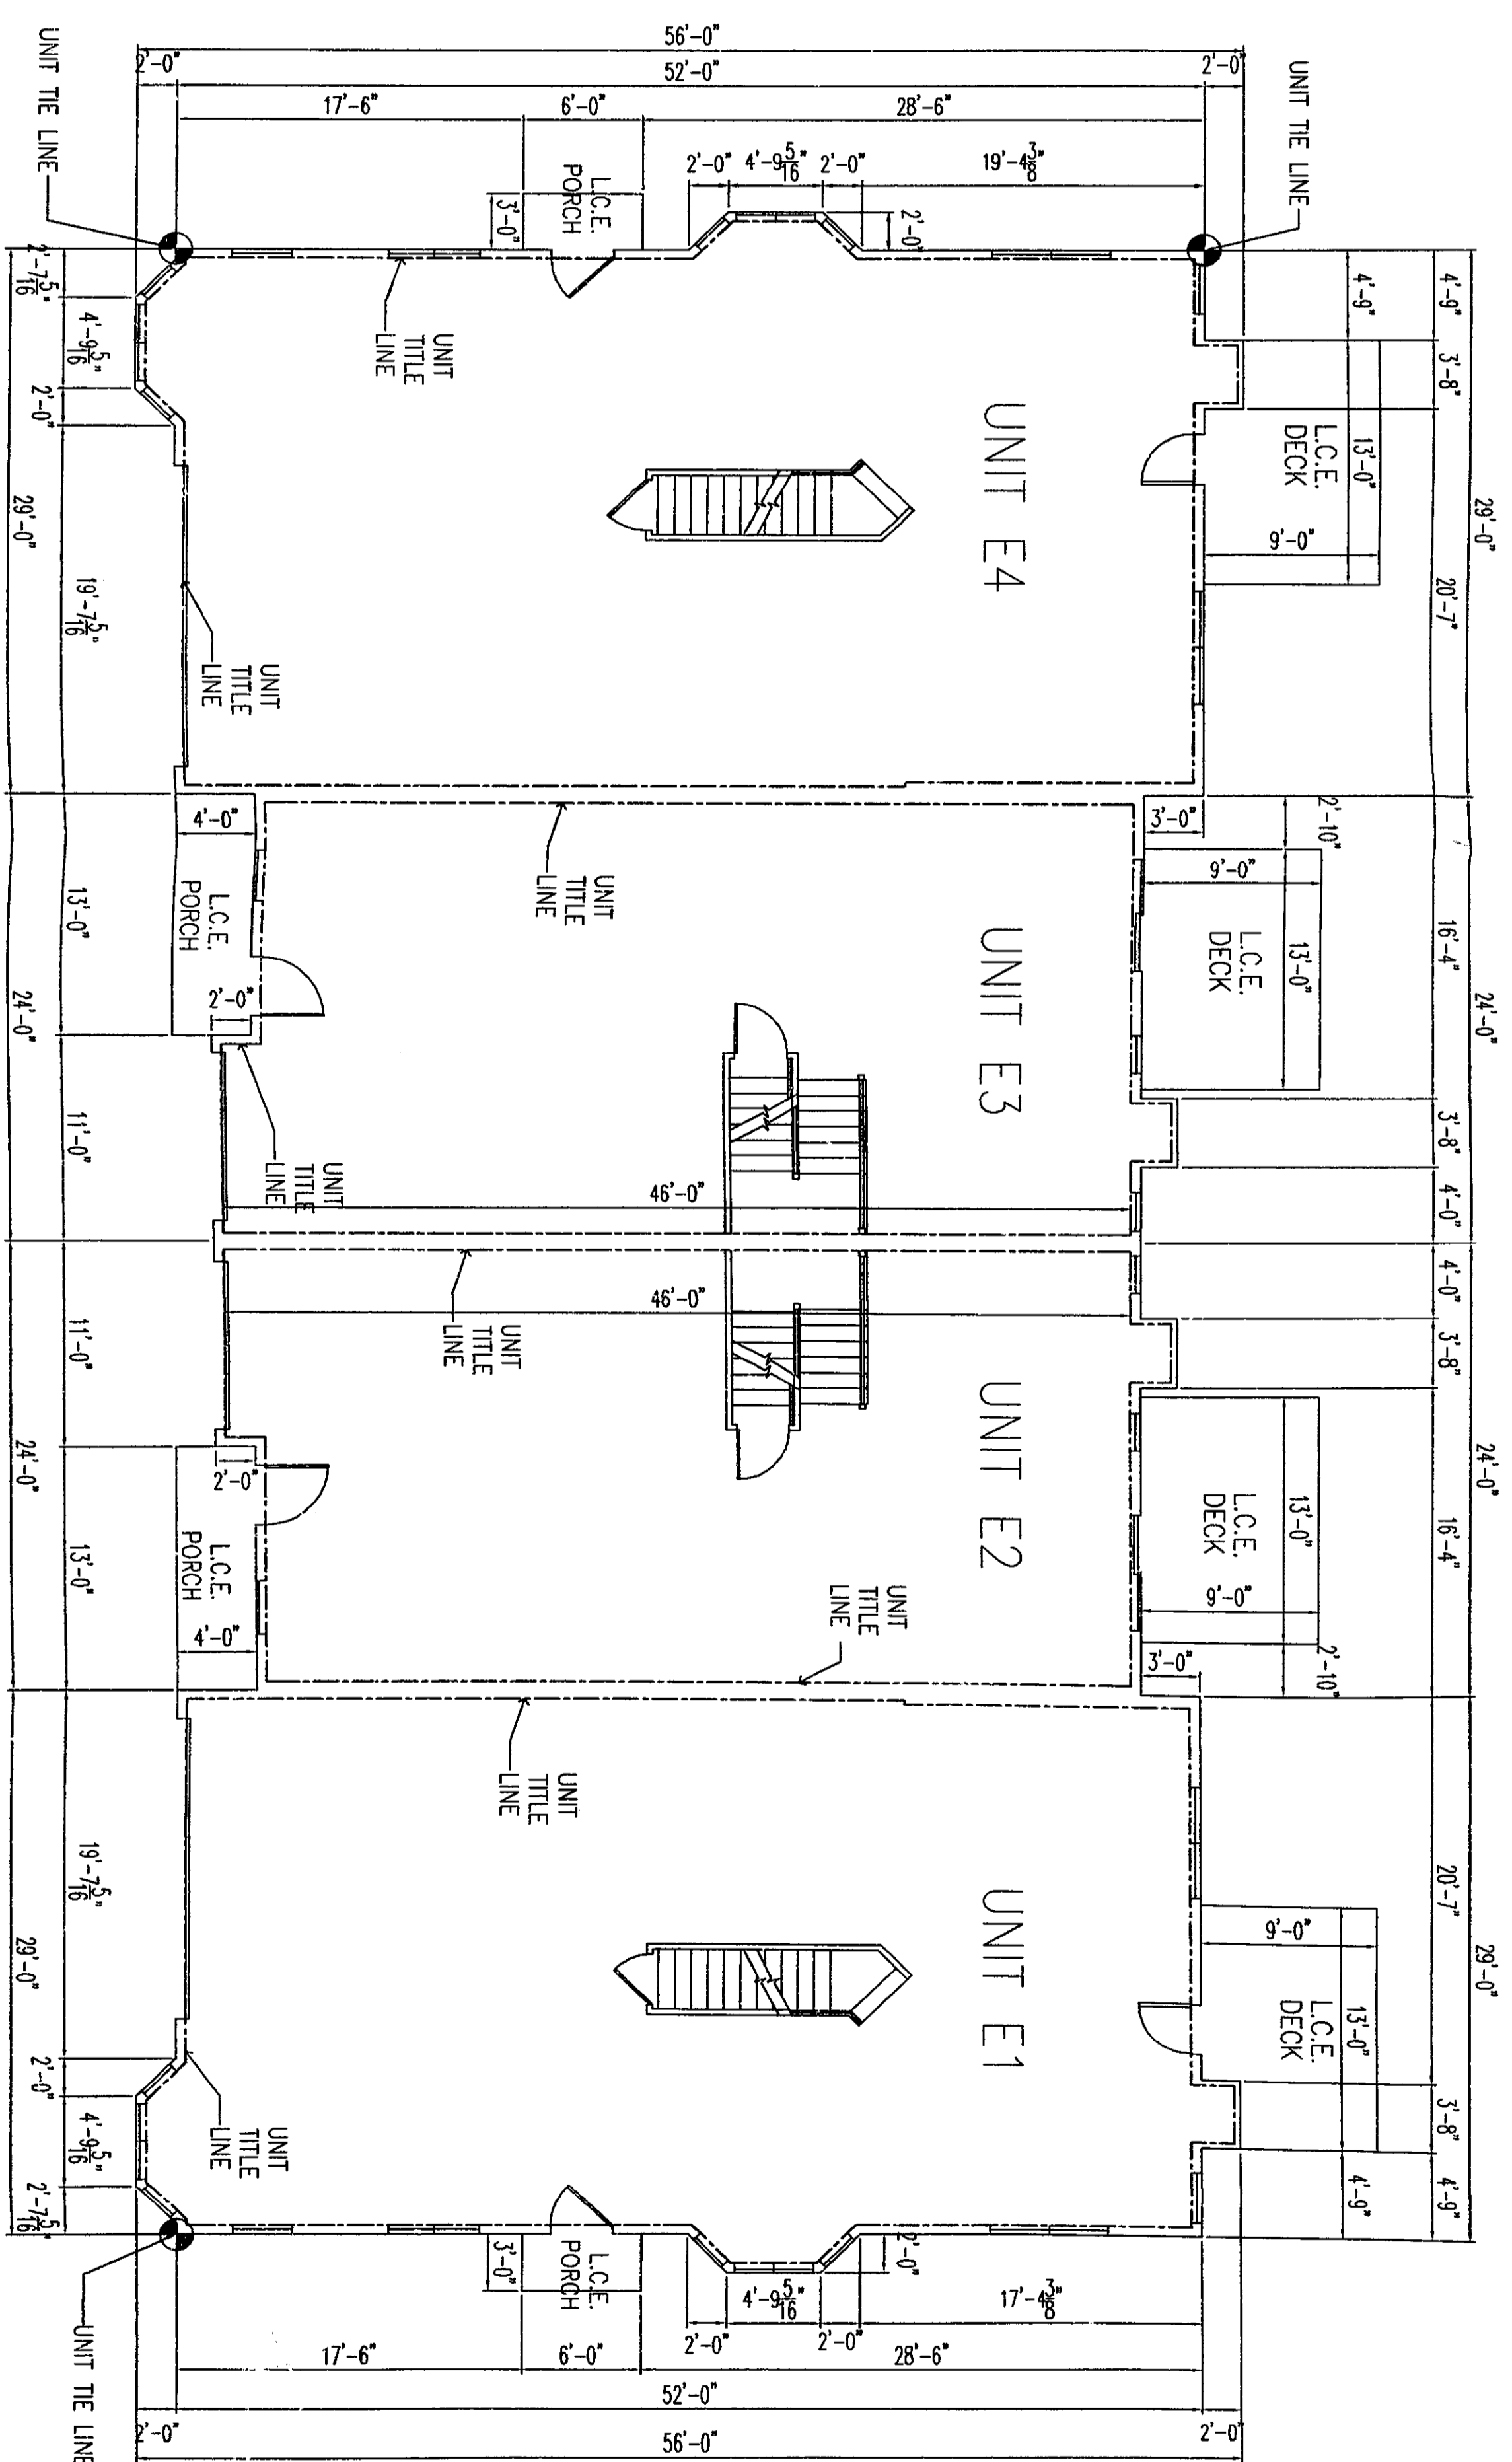 56'-0"
2'-0"
52'-0"
2'-0"
17'-6"
6'-0"
28'-6"
2'-0"
4'-9 5/16"
2'-0"
19'-4 3/8"
UNIT TIE LINE
UNIT TIE LINE
L.C.E.
PORCH
3'-0"
2'-0"
4'-9"
3'-8"
20'-7"
29'-0"
4'-9"
13'-0"
9'-0"
L.C.E.
DECK
UNIT
TITLE
LINE
UNIT E4
UNIT
TITLE
LINE
2'-7 5/16"
4'-9 5/16"
2'-0"
19'-7 5/16"
29'-0"
3'-0"
2'-10"
9'-0"
13'-0"
L.C.E.
DECK
16'-4"
3'-8"
4'-0"
24'-0"
UNIT
TITLE
LINE
UNIT E3
4'-0"
L.C.E.
PORCH
2'-0"
13'-0"
11'-0"
24'-0"
UNIT
TITLE
LINE
46'-0"
46'-0"
UNIT
TITLE
LINE
4'-0"
3'-8"
16'-4"
24'-0"
13'-0"
9'-0"
L.C.E.
DECK
2'-10"
3'-0"
UNIT E2
UNIT
TITLE
LINE
2'-0"
L.C.E.
PORCH
4'-0"
11'-0"
13'-0"
24'-0"
UNIT
TITLE
LINE
20'-7"
3'-8"
4'-9"
29'-0"
9'-0"
13'-0"
4'-9"
L.C.E.
DECK
UNIT E1
UNIT
TITLE
LINE
19'-7 5/16"
2'-0"
4'-9 5/16"
2'-7 5/16"
29'-0"
3'-0"
L.C.E.
PORCH
2'-0"
2'-0"
4'-9 5/16"
2'-0"
17'-4 3/8"
17'-6"
6'-0"
28'-6"
52'-0"
2'-0"
2'-0"
56'-0"
UNIT TIE LINE